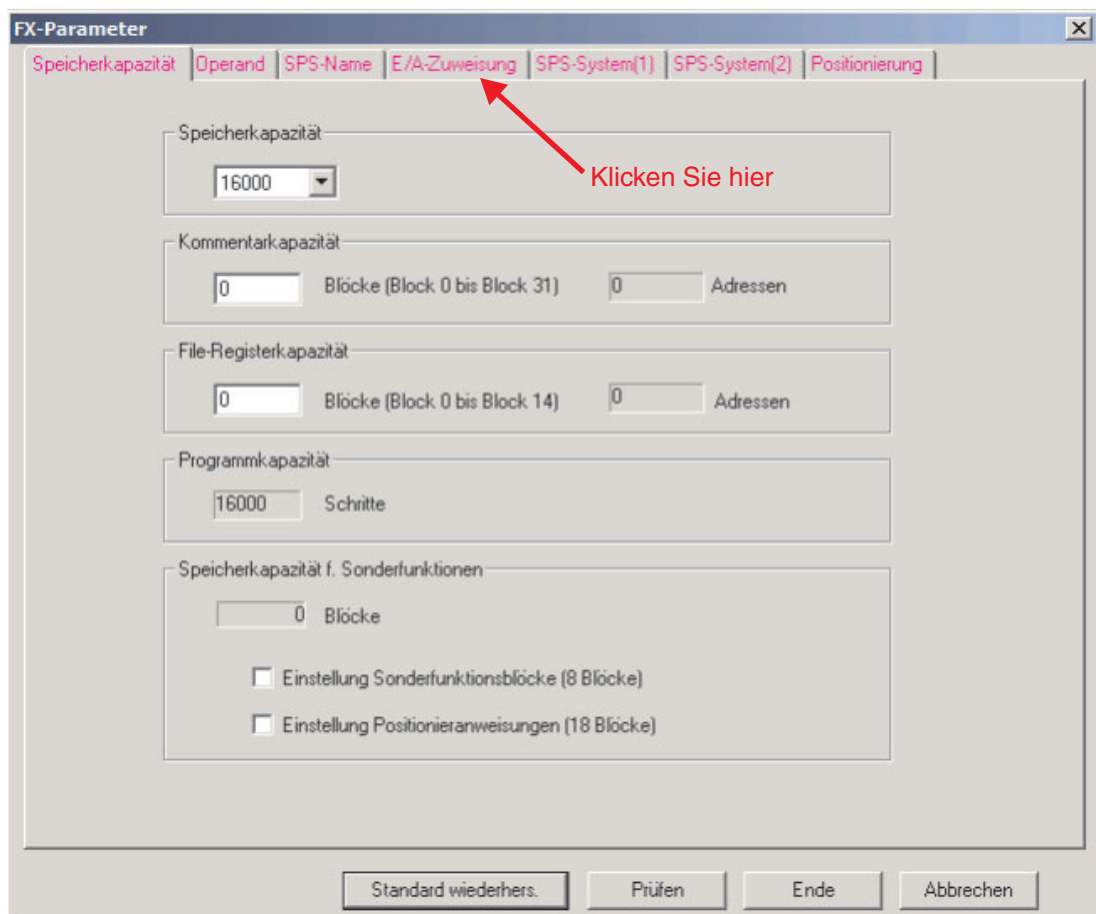 FX-Parameter
Speicherkapazität Operand SPS-Name E/A-Zuweisung SPS-System(1) SPS-System(2) Positionierung
Speicherkapazität
16000
Klicken Sie hier
Kommentarkapazität
0 Blöcke (Block 0 bis Block 31) 0 Adressen
File-Registerkapazität
0 Blöcke (Block 0 bis Block 14) 0 Adressen
Programmkapazität
16000 Schritte
Speicherkapazität f. Sonderfunktionen
0 Blöcke
Einstellung Sonderfunktionsblöcke (8 Blöcke)
Einstellung Positionieranweisungen (18 Blöcke)
Standard wiederhers. Prüfen Ende Abbrechen